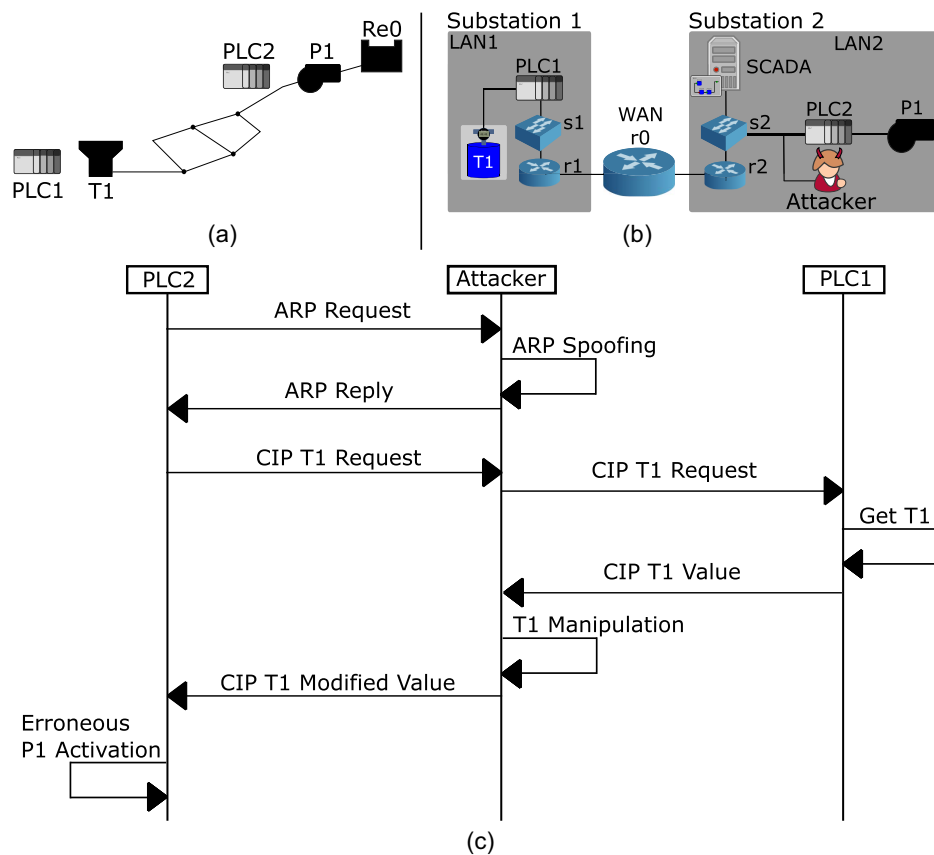 Re0
PLC2
P1
PLC1
T1
(a)
Substation 1
LAN1
PLC1
s1
T1
r1
WAN
r0
Substation 2
LAN2
SCADA
s2
PLC2
P1
r2
Attacker
(b)
PLC2
Attacker
PLC1
ARP Request
ARP Spoofing
ARP Reply
CIP T1 Request
CIP T1 Request
Get T1
CIP T1 Value
T1 Manipulation
CIP T1 Modified Value
Erroneous
P1 Activation
(c)